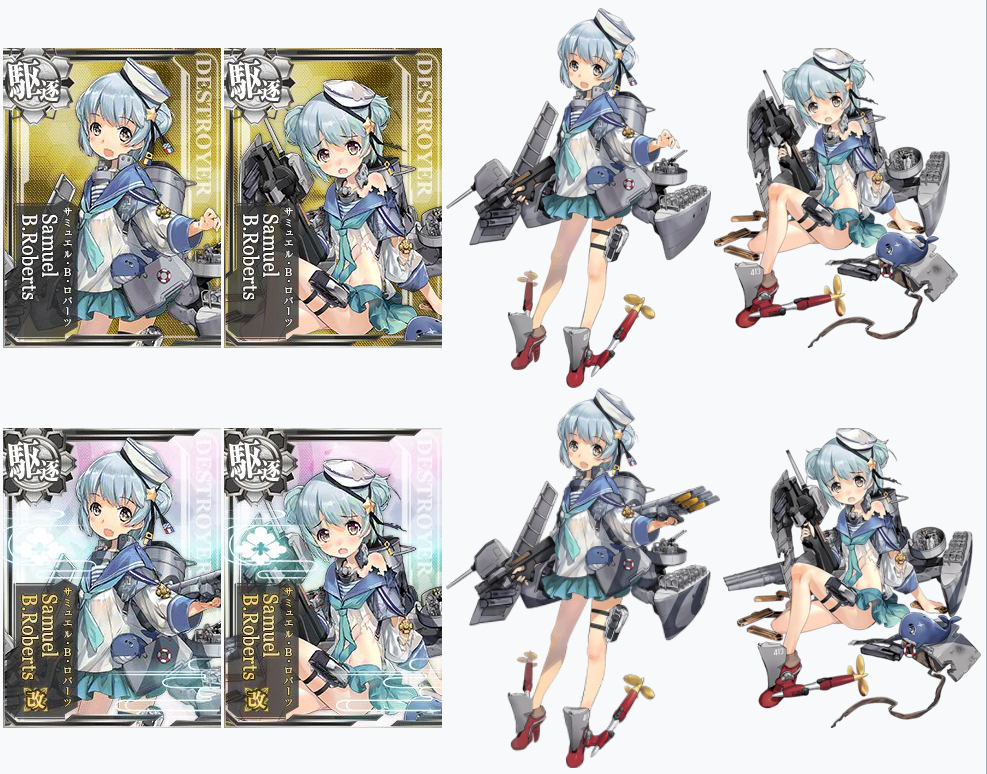 駆逐
DESTROYER
サミュエル・B・ロバーツ
Samuel
B.Roberts
駆逐
DESTROYER
サミュエル・B・ロバーツ
Samuel
B.Roberts
413
駆逐
DESTROYER
サミュエル・B・ロバーツ
Samuel
B.Roberts
改
駆逐
DESTROYER
サミュエル・B・ロバーツ
Samuel
B.Roberts
改
413